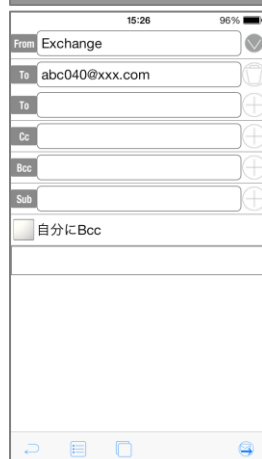 15:26 96%
From Exchange
To abc040@xxx.com
To
Cc
Bcc
Sub
自分にBcc